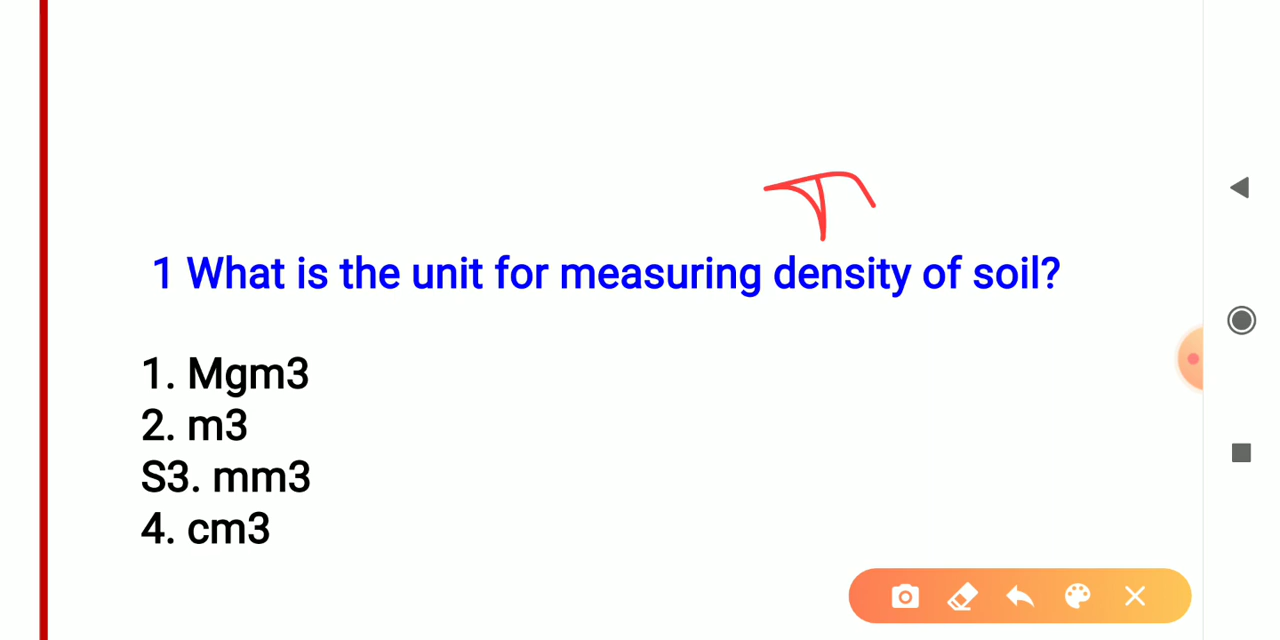 1 What is the unit for measuring density of soil?
1. Mgm3
2. m3
S3. mm3
4. cm3